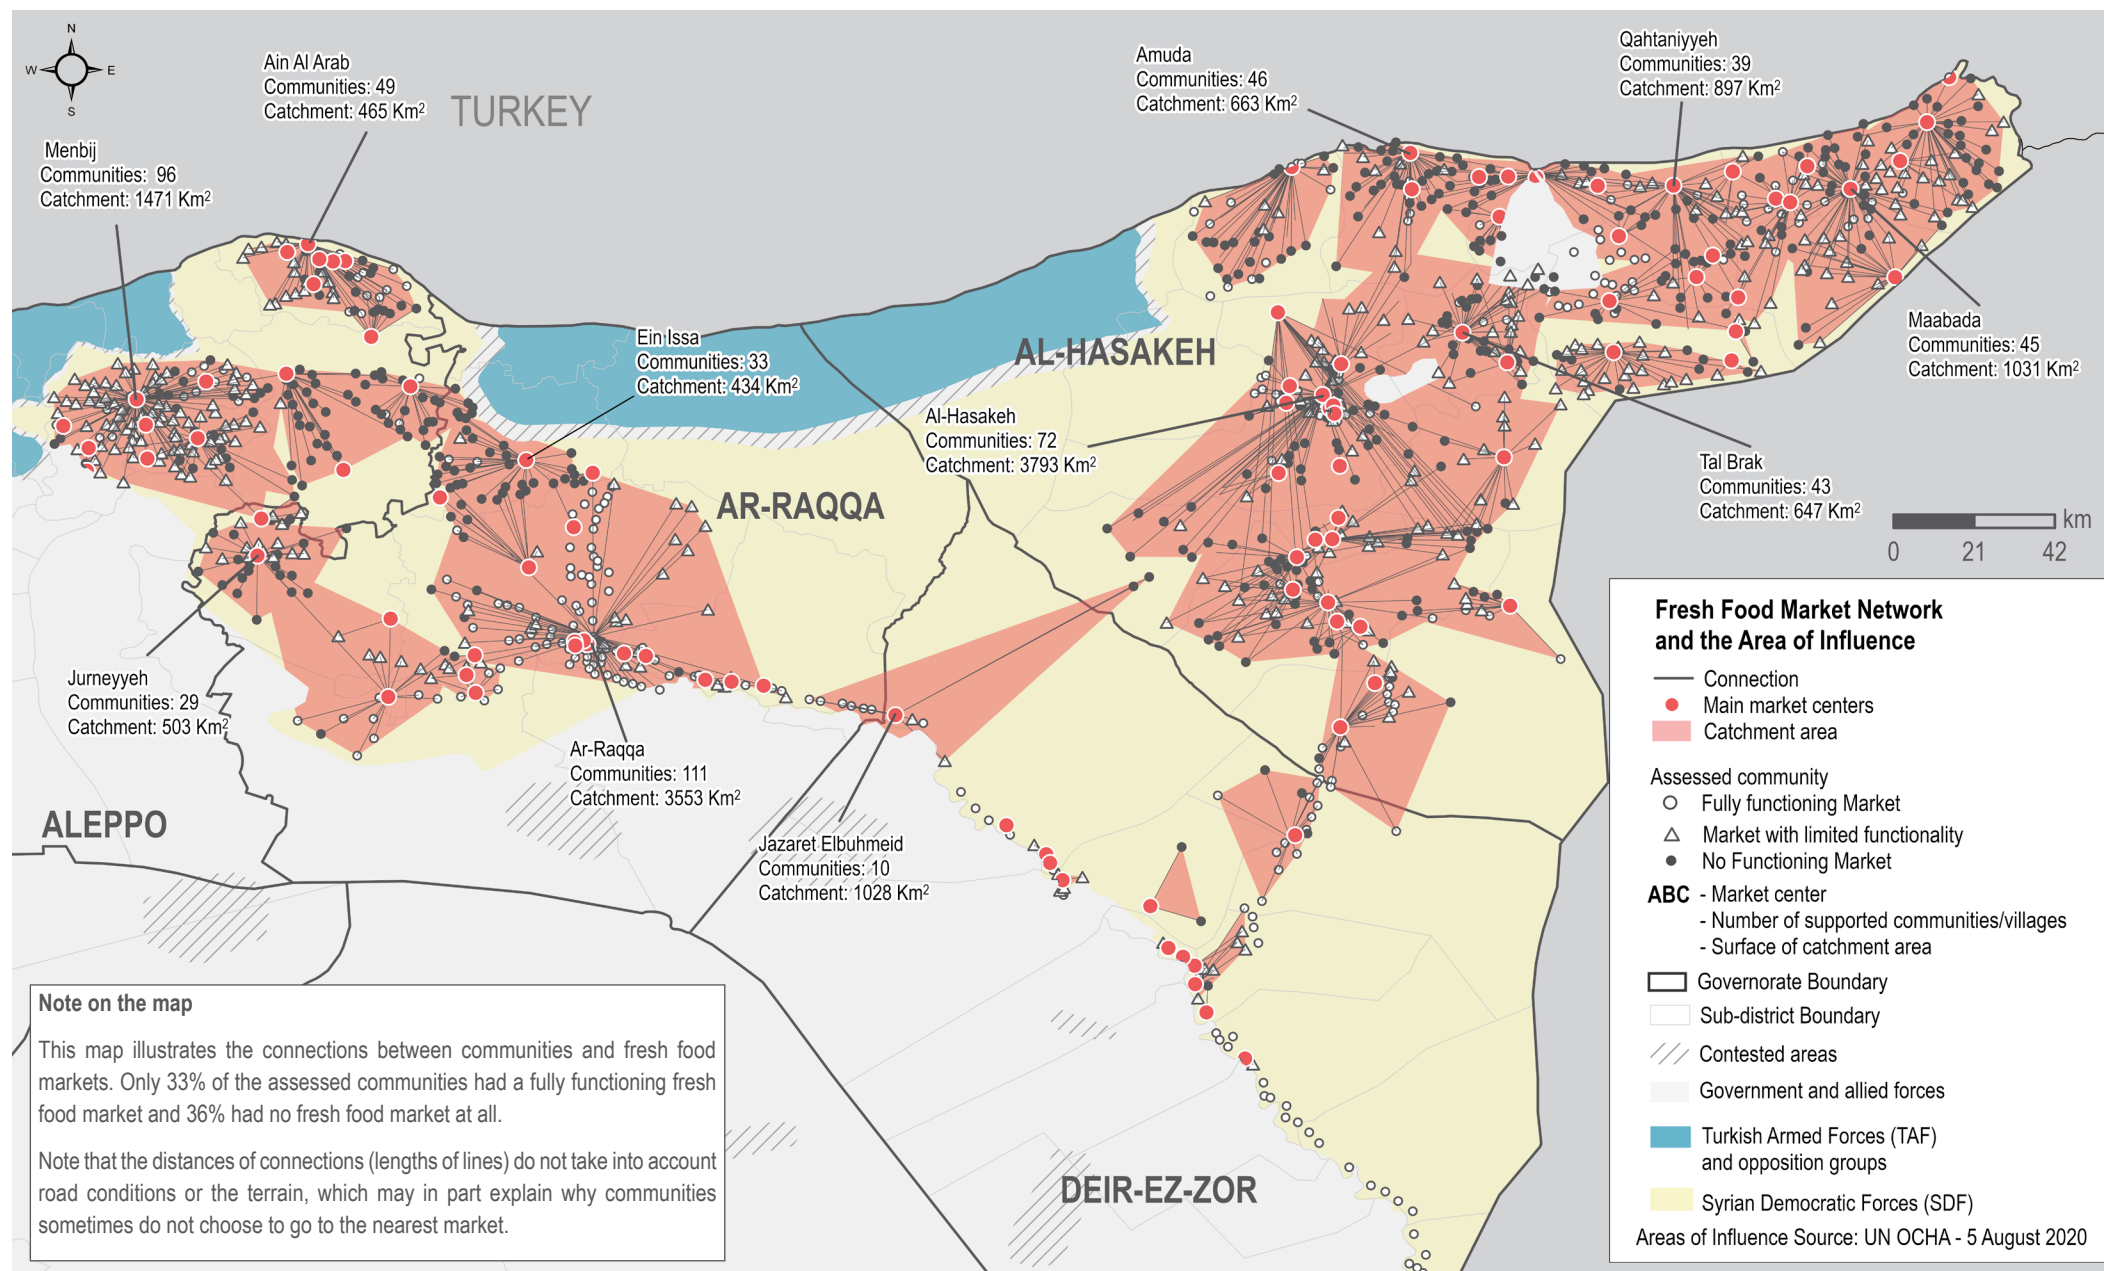 N
W
E
S
Ain Al Arab
Communities: 49
Catchment: 465 Km²
TURKEY
Menbij
Communities: 96
Catchment: 1471 Km²
Amuda
Communities: 46
Catchment: 663 Km²
Qahtaniyyeh
Communities: 39
Catchment: 897 Km²
Ein Issa
Communities: 33
Catchment: 434 Km²
AL-HASAKEH
Maabada
Communities: 45
Catchment: 1031 Km²
Al-Hasakeh
Communities: 72
Catchment: 3793 Km²
AR-RAQQA
Tal Brak
Communities: 43
Catchment: 647 Km²
km
0 21 42
Jurneyyeh
Communities: 29
Catchment: 503 Km²
Ar-Raqqa
Communities: 111
Catchment: 3553 Km²
ALEPPO
Jazaret Elbuhmeid
Communities: 10
Catchment: 1028 Km²
DEIR-EZ-ZOR
Note on the map
This map illustrates the connections between communities and fresh food
markets. Only 33% of the assessed communities had a fully functioning fresh
food market and 36% had no fresh food market at all.
Note that the distances of connections (lengths of lines) do not take into account
road conditions or the terrain, which may in part explain why communities
sometimes do not choose to go to the nearest market.
Fresh Food Market Network
and the Area of Influence
Connection
Main market centers
Catchment area
Assessed community
Fully functioning Market
Market with limited functionality
No Functioning Market
ABC - Market center
- Number of supported communities/villages
- Surface of catchment area
Governorate Boundary
Sub-district Boundary
Contested areas
Government and allied forces
Turkish Armed Forces (TAF)
and opposition groups
Syrian Democratic Forces (SDF)
Areas of Influence Source: UN OCHA - 5 August 2020